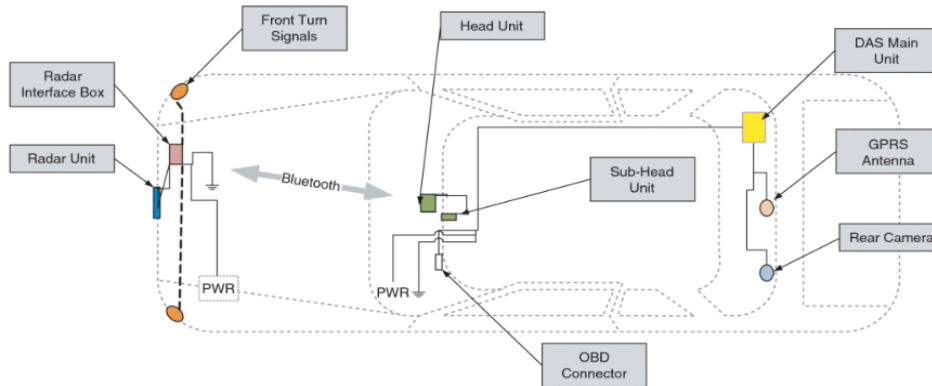 Front Turn
Signals
Head Unit
DAS Main
Unit
Radar
Interface Box
Radar Unit
GPRS
Antenna
Bluetooth
Sub-Head
Unit
Rear Camera
PWR
PWR
OBD
Connector